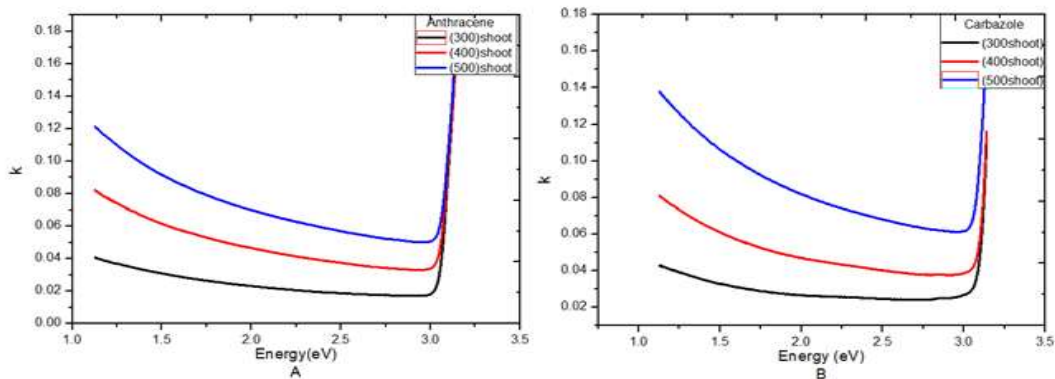 Anthracene
(300)shoot
(400)shoot
(500)shoot
k
0.18
0.16
0.14
0.12
0.10
0.08
0.06
0.04
0.02
0.00
1.0 1.5 2.0 2.5 3.0 3.5
Energy(eV)
A
Carbazole
(300shoot)
(400shoot)
(500shoot)
k
0.18
0.16
0.14
0.12
0.10
0.08
0.06
0.04
0.02
1.0 1.5 2.0 2.5 3.0 3.5
Energy (eV)
B